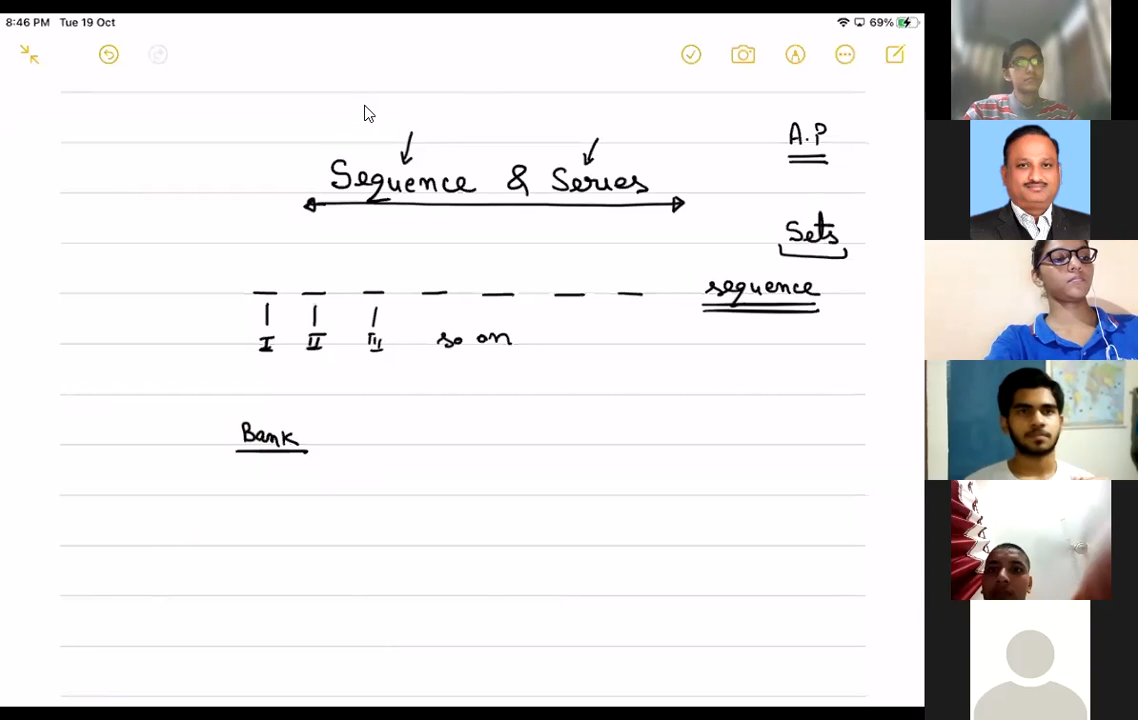 8:46 PM Tue 19 Oct 69%
A.P
Sequence & Series
Sets
sequence
I II III so on
Bank